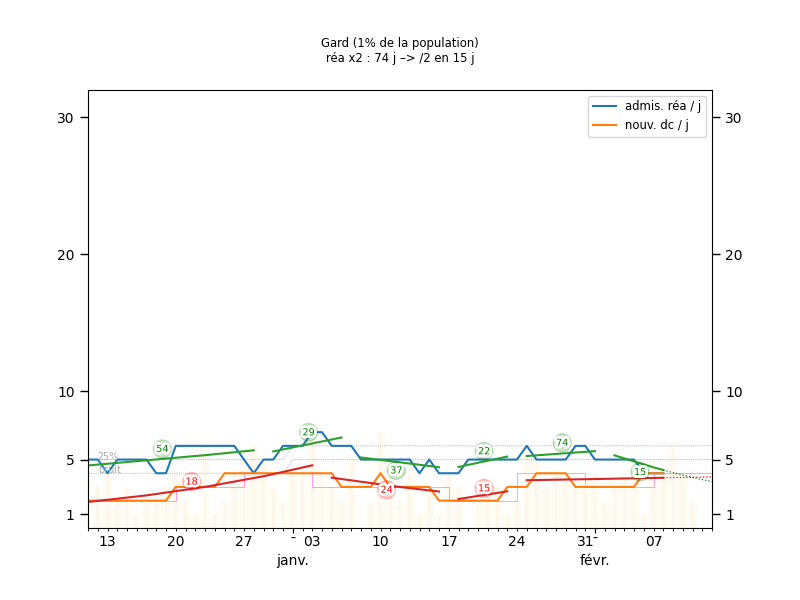 Gard (1% de la population)
réa x2 : 74 j –> /2 en 15 j
admis. réa / j
nouv. dc / j
30 30
20 20
10 10
5 5
1 1
25%
bruit
54
18
29
37
24
22
15
74
15
13 20 27 - 03 10 17 24 31 - 07
janv. févr.